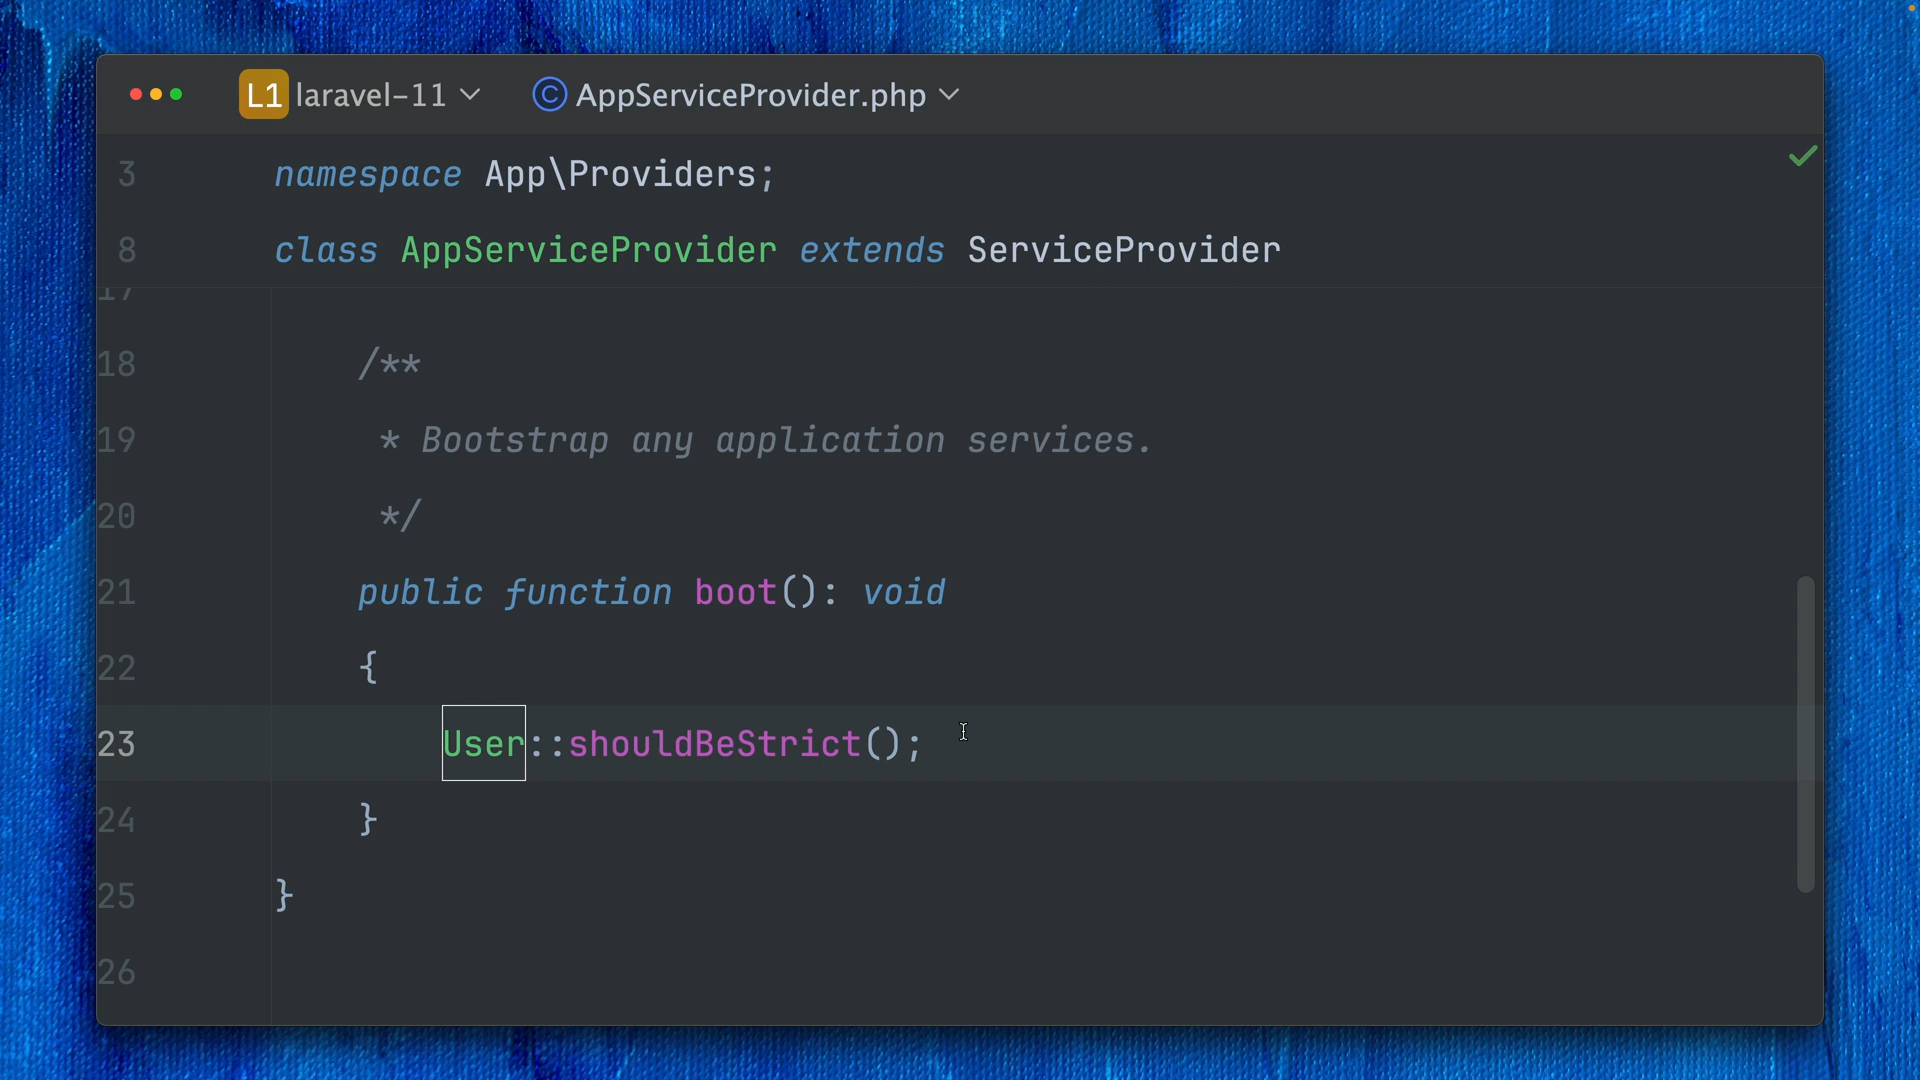 L1 laravel-11 AppServiceProvider.php
3 namespace App\Providers;
8 class AppServiceProvider extends ServiceProvider
17
18 /**
19 * Bootstrap any application services.
20 */
21 public function boot(): void
22 {
23 User::shouldBeStrict();
24 }
25 }
26